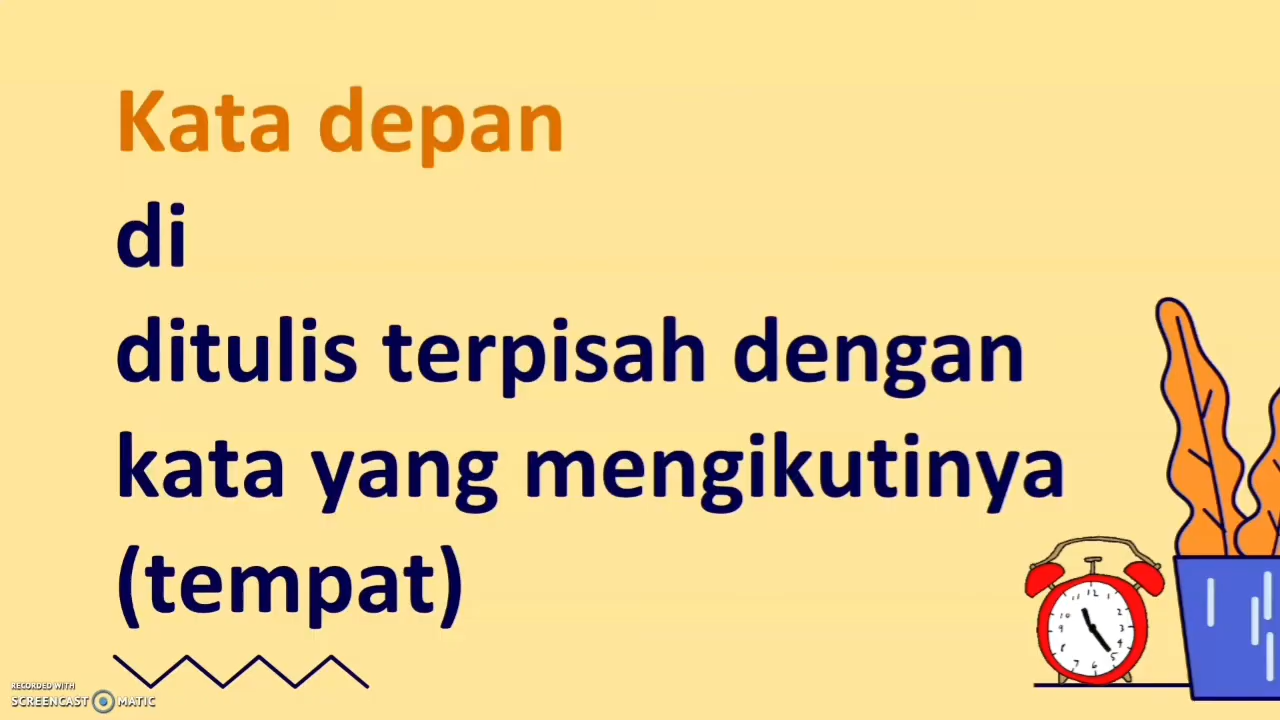 Kata depan
di
ditulis terpisah dengan
kata yang mengikutinya
(tempat)
RECORDED WITH
SCREENCAST MATIC